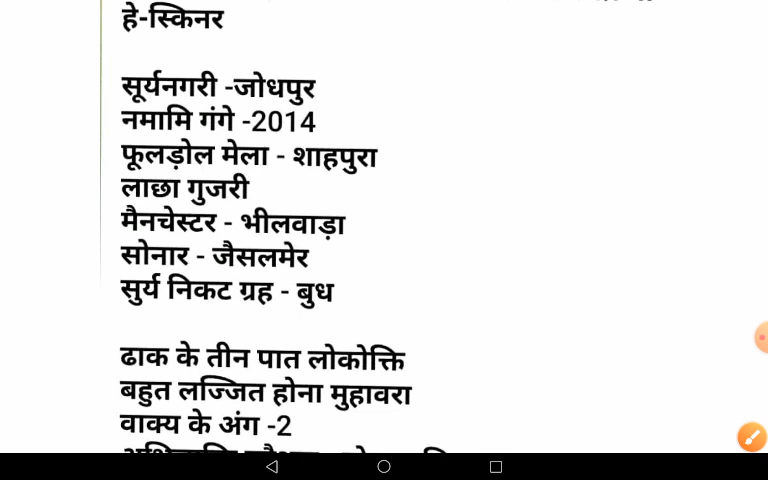 हे-स्किनर
सूर्यनगरी -जोधपुर
नमामि गंगे -2014
फूलड़ोल मेला - शाहपुरा
लाछा गुजरी
मैनचेस्टर - भीलवाड़ा
सोनार - जैसलमेर
सुर्य निकट ग्रह - बुध
ढाक के तीन पात लोकोक्ति
बहुत लज्जित होना मुहावरा
वाक्य के अंग -2